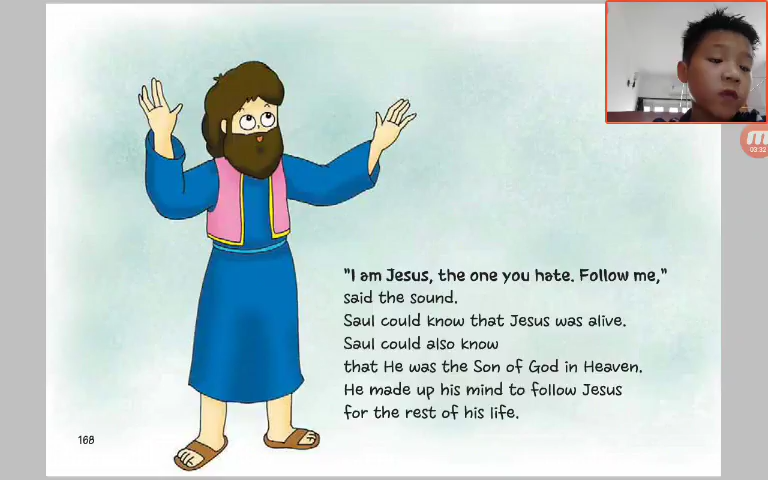 "I am Jesus, the one you hate. Follow me,"
said the sound.
Saul could know that Jesus was alive.
Saul could also know
that He was the Son of God in Heaven.
He made up his mind to follow Jesus
for the rest of his life.
168
03:32